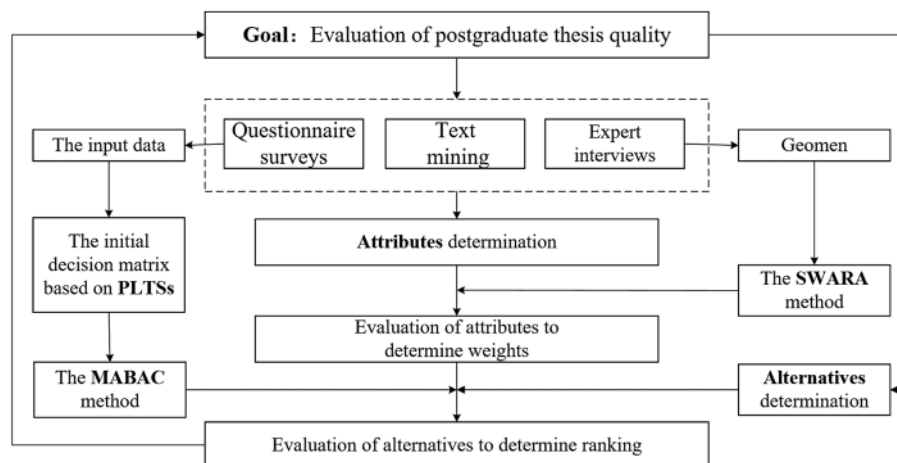 Goal： Evaluation of postgraduate thesis quality
The input data
Questionnaire
surveys
Text
mining
Expert
interviews
Geomen
The initial
decision matrix
based on PLTSs
Attributes determination
The SWARA
method
Evaluation of attributes to
determine weights
The MABAC
method
Alternatives
determination
Evaluation of alternatives to determine ranking